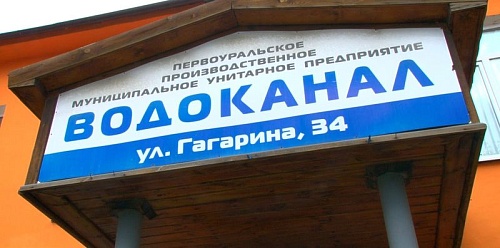 ПЕРВОУРАЛЬСКОЕ
ПРОИЗВОДСТВЕННОЕ
МУНИЦИПАЛЬНОЕ УНИТАРНОЕ ПРЕДПРИЯТИЕ
ВОДОКАНАЛ
ул. Гагарина, 34